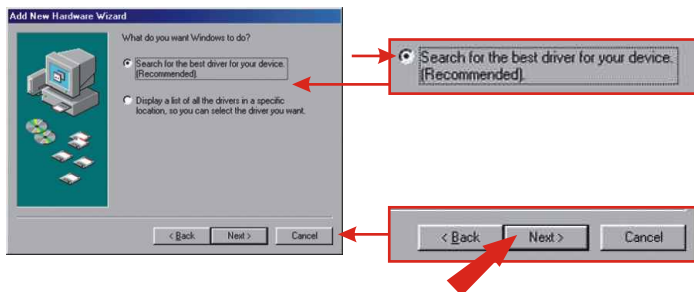 Add New Hardware Wizard
What do you want Windows to do?
Search for the best driver for your device.
(Recommended).
Display a list of all the drivers in a specific
location, so you can select the driver you want.
< Back
Next >
Cancel
Search for the best driver for your device.
(Recommended).
< Back
Next >
Cancel